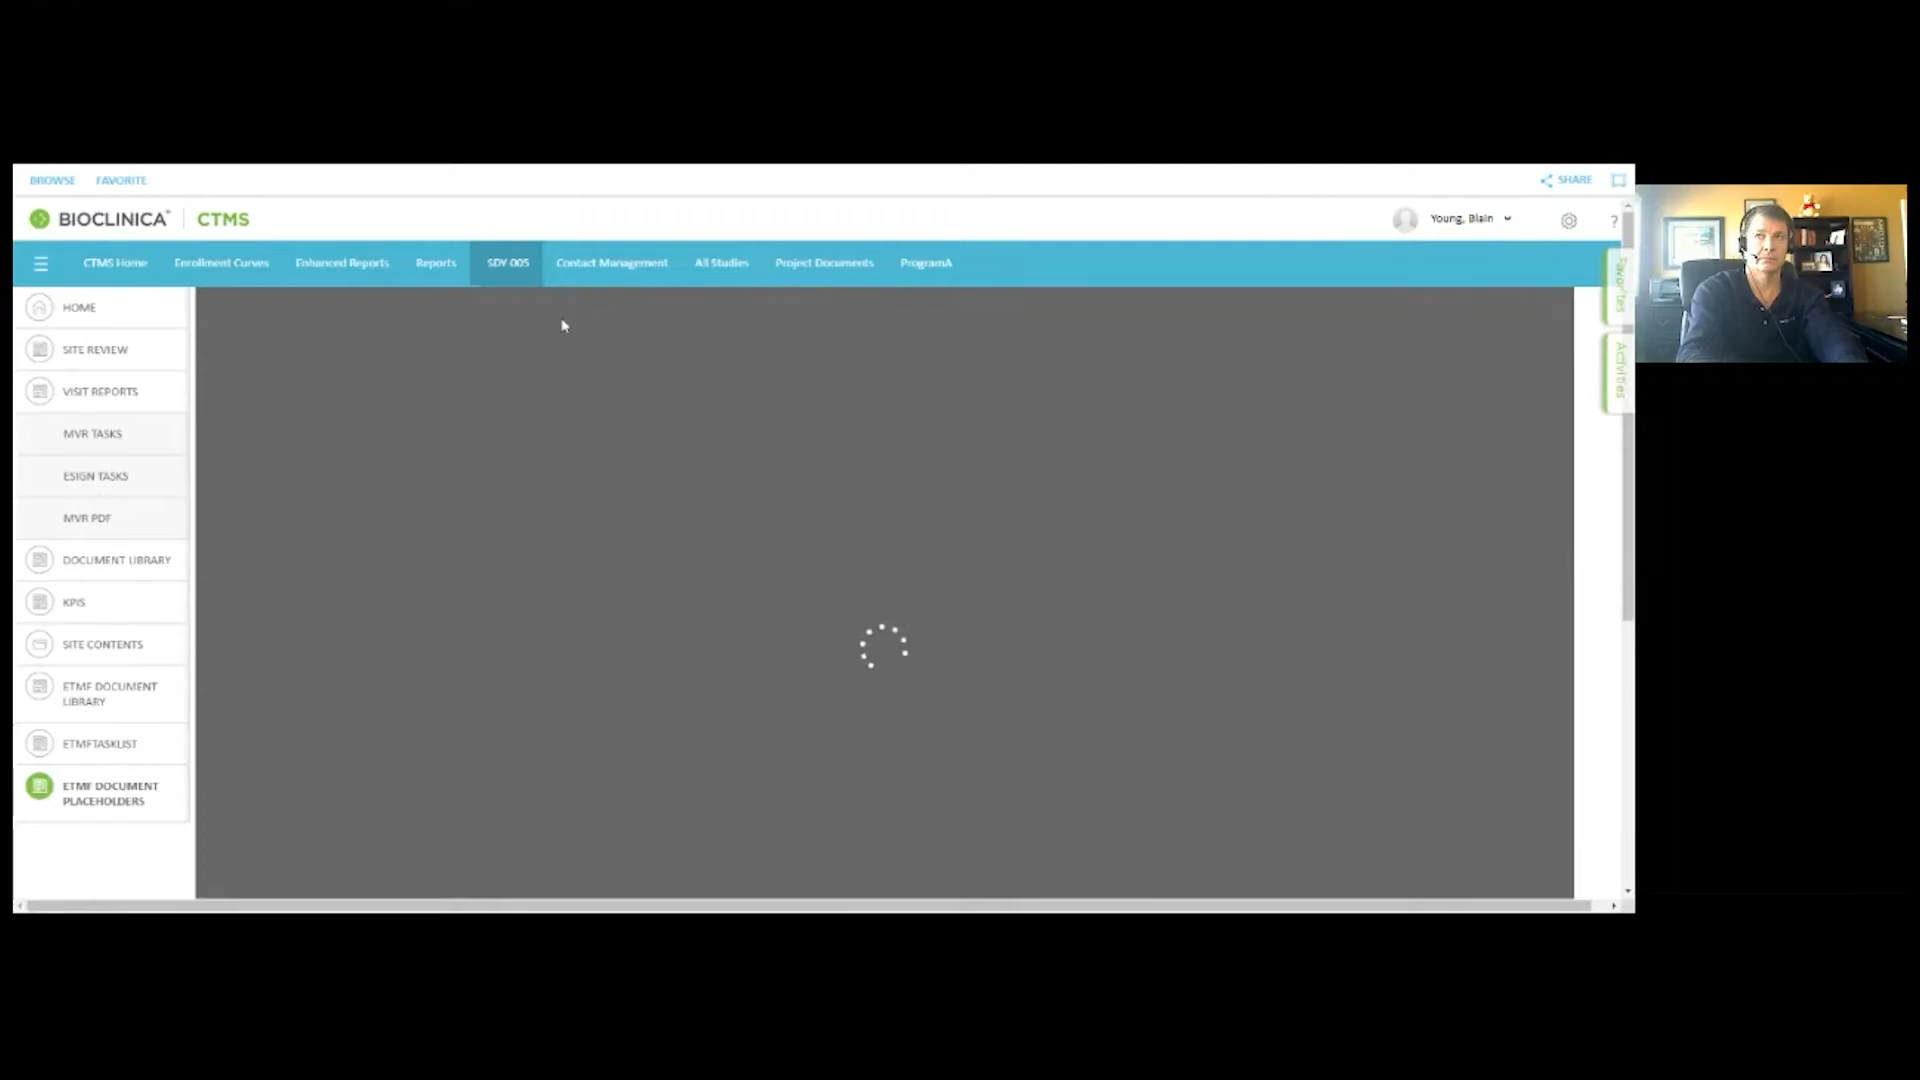 BROWSE FAVORITE
SHARE
BIOCLINICA® CTMS
Young, Blain
?
CTMS Home Enrollment Curves Enhanced Reports Reports SDY-005 Contact Management All Studies Project Documents ProgramA
Favorites
Activities
HOME
SITE REVIEW
VISIT REPORTS
MVR TASKS
ESIGN TASKS
MVR PDF
DOCUMENT LIBRARY
KPIS
SITE CONTENTS
ETMF DOCUMENT
LIBRARY
ETMFTASKLIST
ETMF DOCUMENT
PLACEHOLDERS